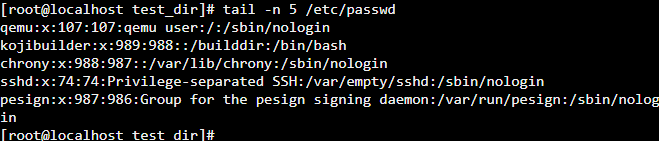 [root@localhost test_dir]# tail -n 5 /etc/passwd
qemu:x:107:107:qemu user:/:/sbin/nologin
kojibuilder:x:989:988::/builddir:/bin/bash
chrony:x:988:987::/var/lib/chrony:/sbin/nologin
sshd:x:74:74:Privilege-separated SSH:/var/empty/sshd:/sbin/nologin
pesign:x:987:986:Group for the pesign signing daemon:/var/run/pesign:/sbin/nolog
in
[root@localhost test_dir]#